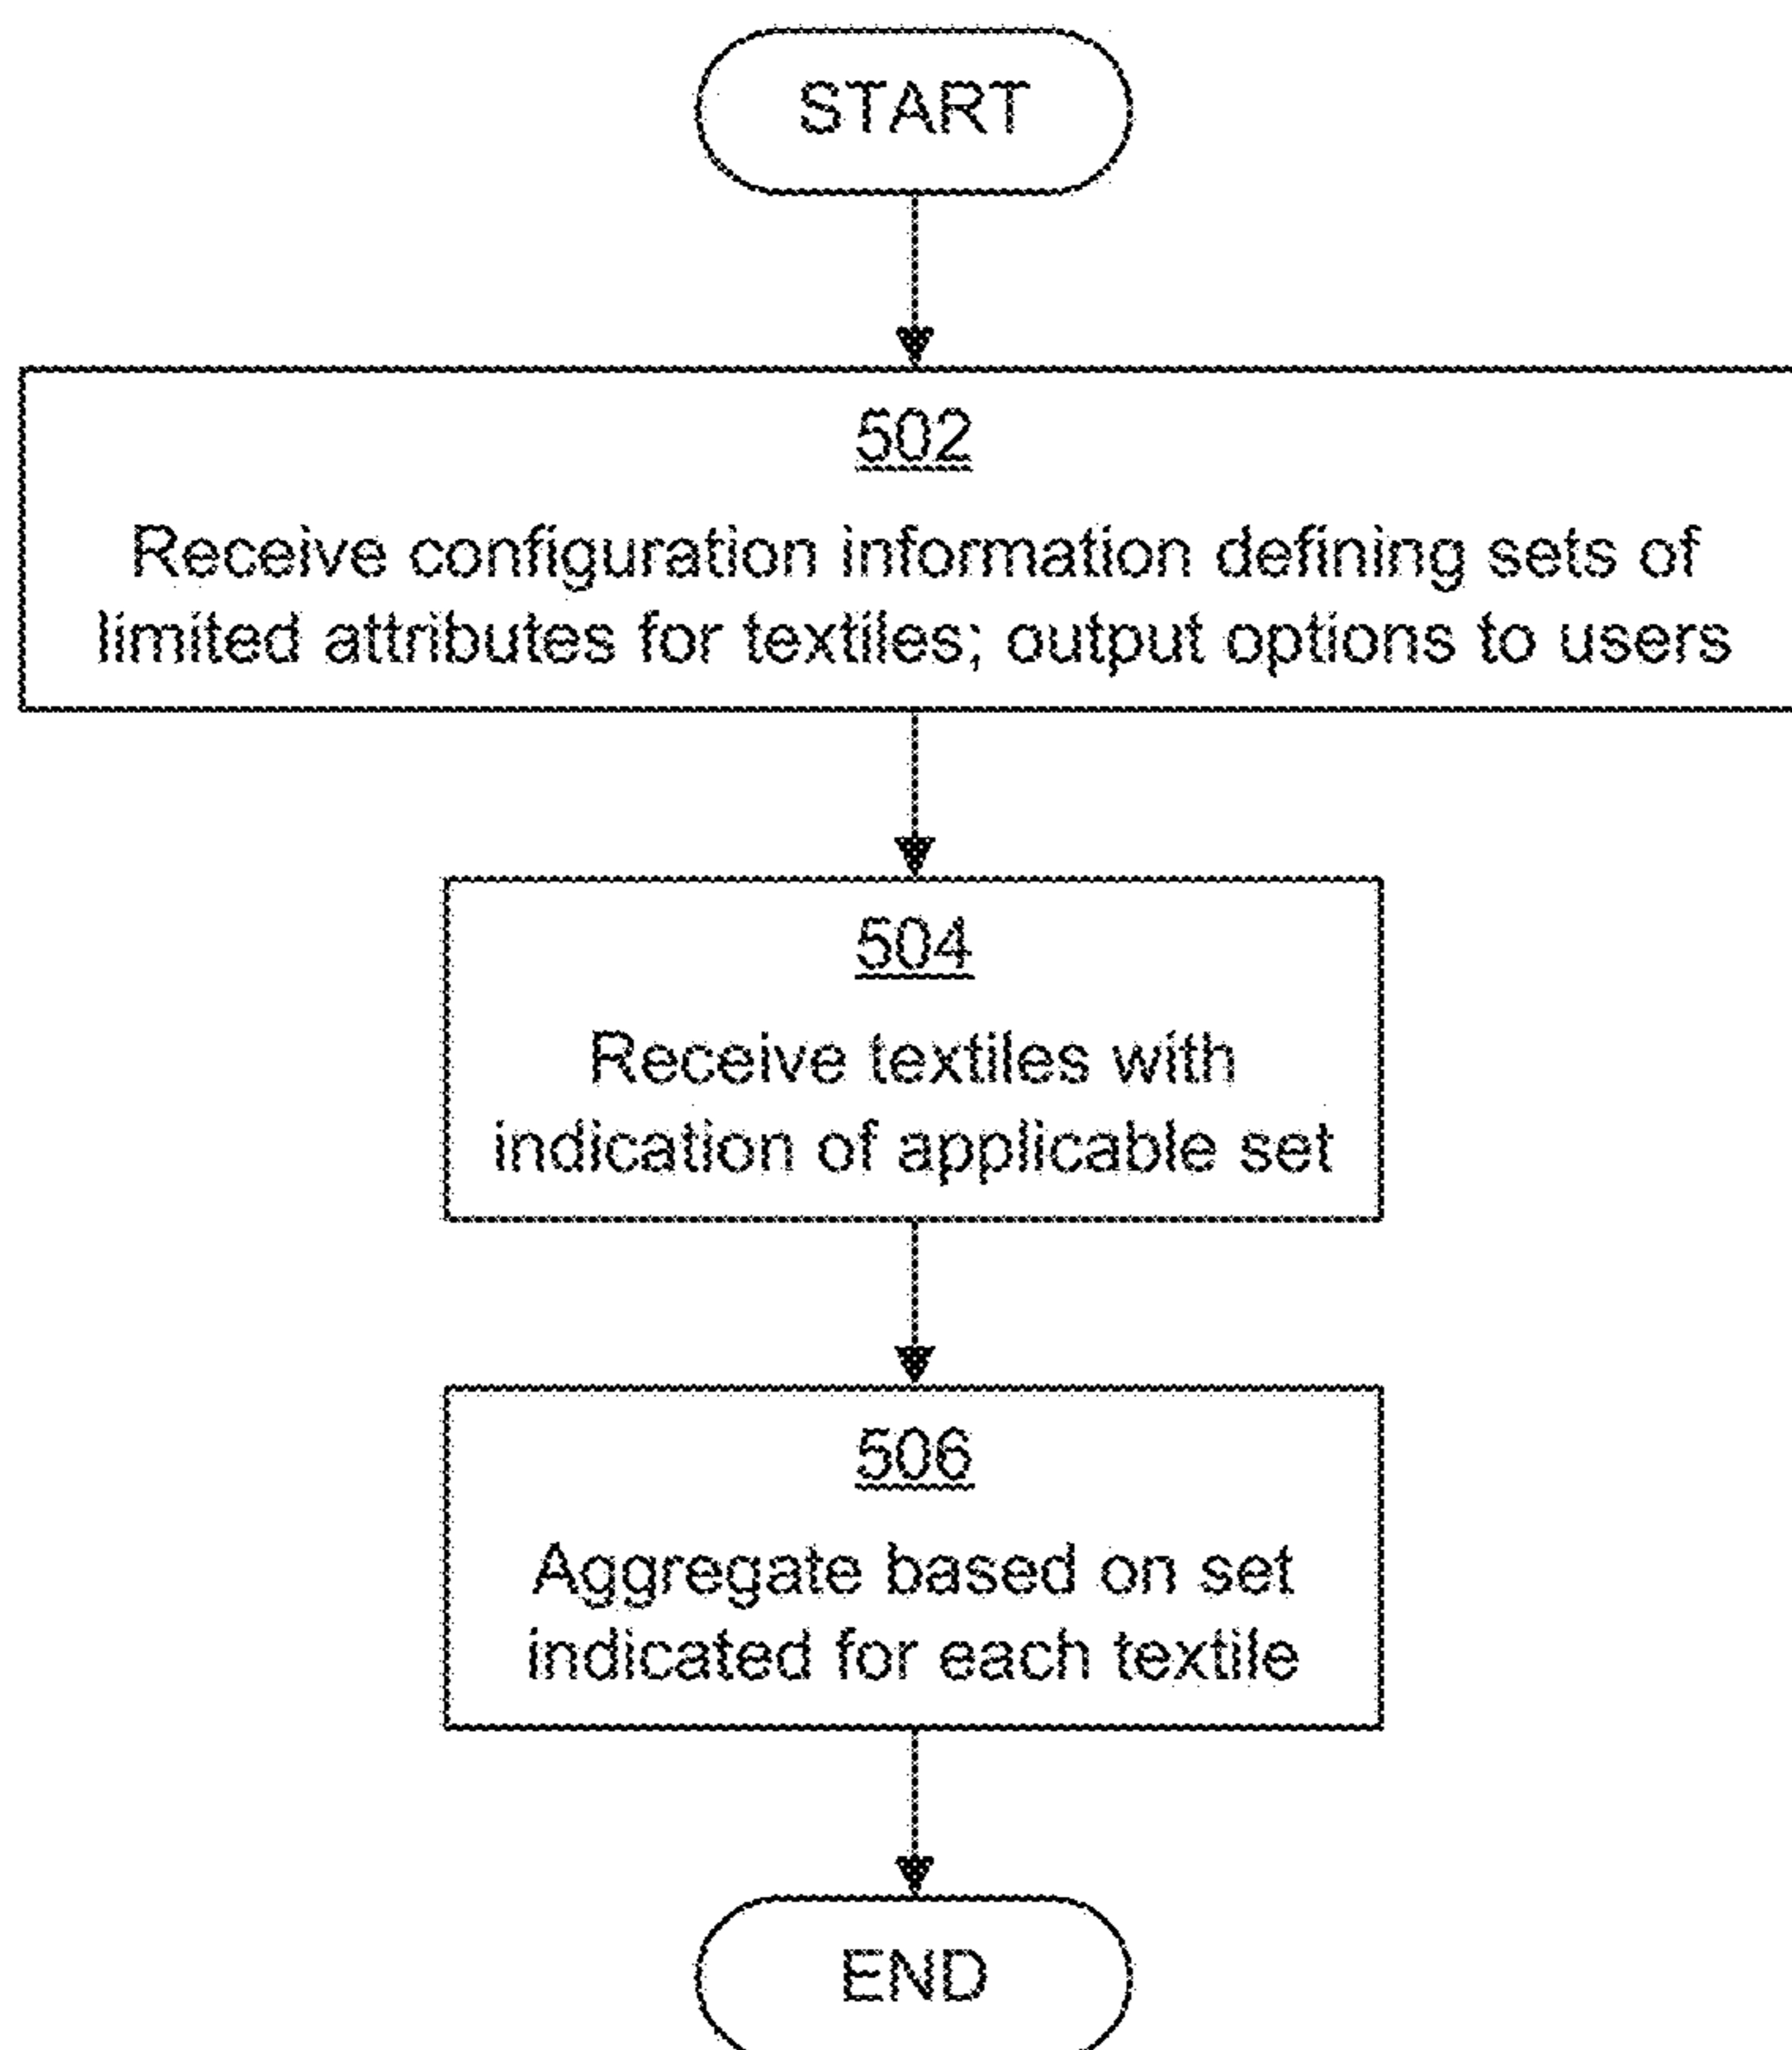 START
502
Receive configuration information defining sets of
limited attributes for textiles; output options to users
504
Receive textiles with
indication of applicable set
506
Aggregate based on set
indicated for each textile
END